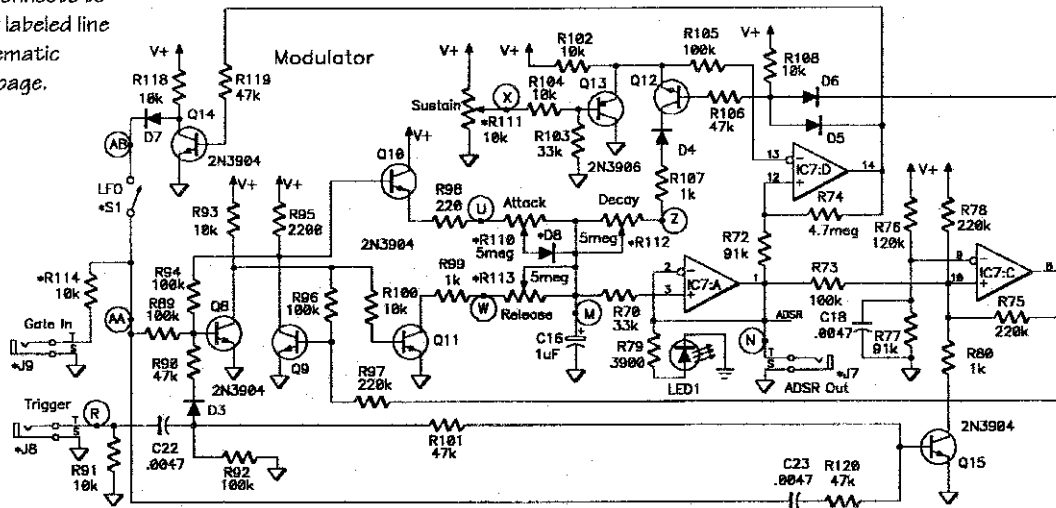 labeled line
ematic
page.
Modulator
V+
R118
10k
R119
47k
D7
Q14
2N3904
AB
LFO
*S1
*R114
10k
Gate In
*J9
T
S
AA
R94
100k
R89
100k
R90
47k
D3
Trigger
*J8
T
S
R
R91
10k
C22
.0047
R92
100k
V+
R93
10k
V+
R95
2200
Q8
2N3904
R96
100k
Q9
R97
220k
R100
10k
Q11
2N3904
Q10
V+
R98
220
U
Attack
*R110
5meg
*D8
Decay
5meg
*R112
Z
R99
1k
W
*R113
5meg
Release
M
C16
+
1uF
R70
33k
V+
Sustain
*R111
10k
X
V+
R102
10k
R104
10k
R103
33k
Q13
2N3906
Q12
D4
R107
1k
R105
100k
R106
47k
V+
R108
10k
D6
D5
13
12
14
IC7:D
R74
4.7meg
R72
91k
2
3
1
IC7:A
R79
3900
LED1
ADSR
N
T
S
*J7
ADSR Out
R73
100k
V+
R76
120k
V+
R78
220k
C18
.0047
R77
91k
9
10
8
IC7:C
R75
220k
R80
1k
2N3904
Q15
R101
47k
C23
.0047
R120
47k